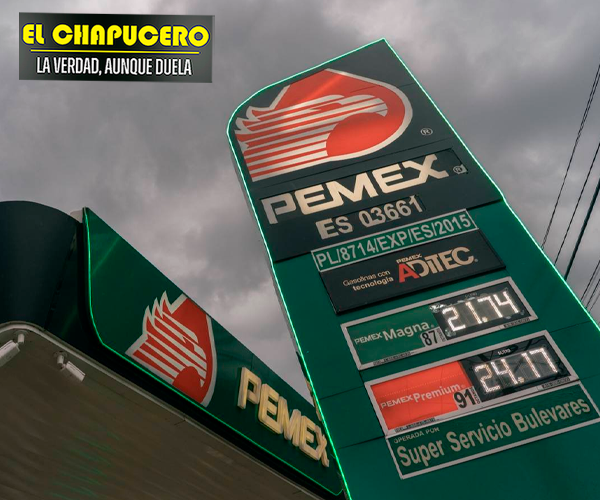 EL CHAPUCERO
LA VERDAD, AUNQUE DUELA
PEMEX ®
ES 03661
PL/8714/EXP/ES/2015
Gasolinas con tecnología
PEMEX ADITEC
PEMEX Magna 87 21.74
PEMEX Premium 91 24.17
OPERADA POR
Super Servicio Bulevares
PEMEX